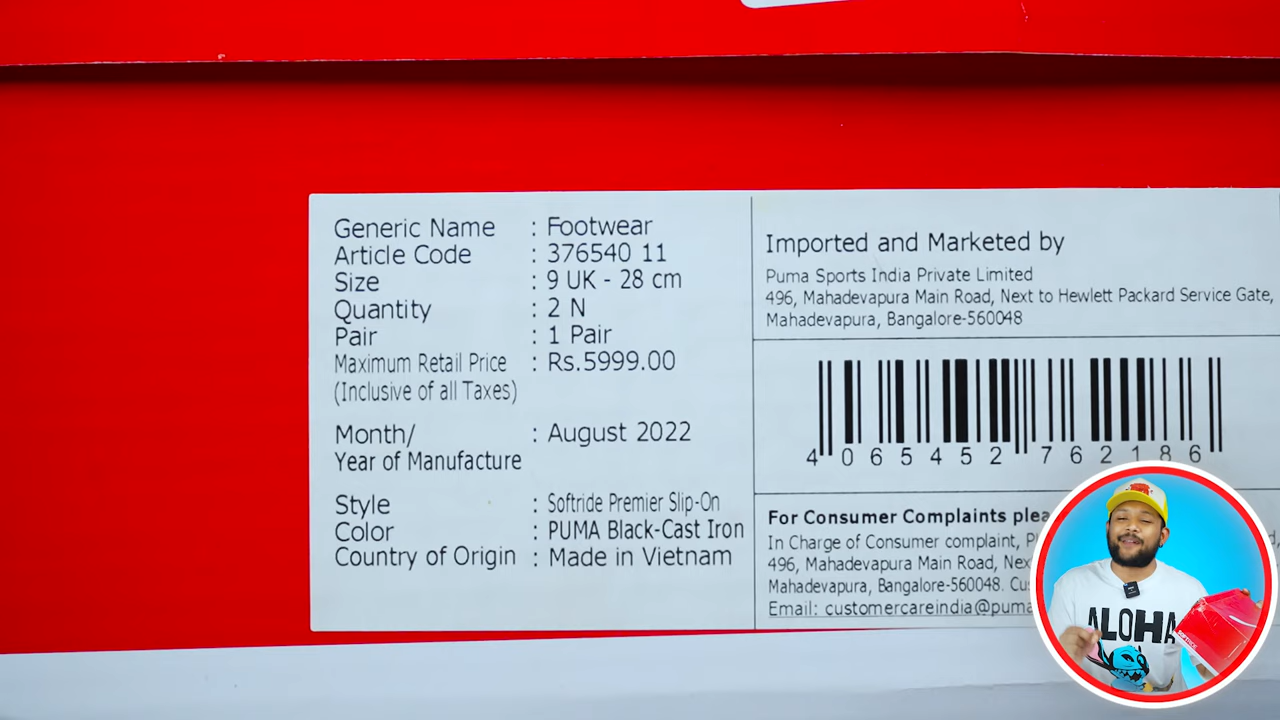 Generic Name : Footwear
Article Code : 376540 11
Size : 9 UK - 28 cm
Quantity : 2 N
Pair : 1 Pair
Maximum Retail Price : Rs.5999.00
(Inclusive of all Taxes)
Month/ : August 2022
Year of Manufacture
Style : Softride Premier Slip-On
Color : PUMA Black-Cast Iron
Country of Origin : Made in Vietnam
Imported and Marketed by
Puma Sports India Private Limited
496, Mahadevapura Main Road, Next to Hewlett Packard Service Gate,
Mahadevapura, Bangalore-560048
4 065452 762186
For Consumer Complaints
In Charge of Consumer complaint,
496, Mahadevapura Main Road,
Mahadevapura, Bangalore-560048.
Email: customercareindia@puma
ALOHA